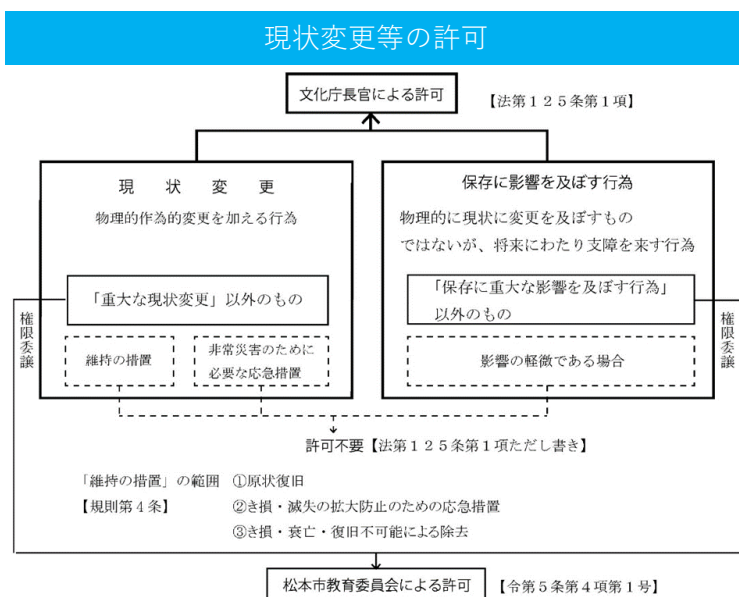 現状変更等の許可
文化庁長官による許可
【法第125条第1項】
現状変更
物理的作為的変更を加える行為
「重大な現状変更」以外のもの
維持の措置
非常災害のために
必要な応急措置
保存に影響を及ぼす行為
物理的に現状に変更を及ぼすもの
ではないが、将来にわたり支障を来す行為
「保存に重大な影響を及ぼす行為」
以外のもの
影響の軽微である場合
権限委譲
権限委譲
許可不要【法第125条第1項ただし書き】
「維持の措置」の範囲 ①原状復旧
【規則第4条】 ②き損・滅失の拡大防止のための応急措置
③き損・衰亡・復旧不可能による除去
松本市教育委員会による許可
【令第5条第4項第1号】